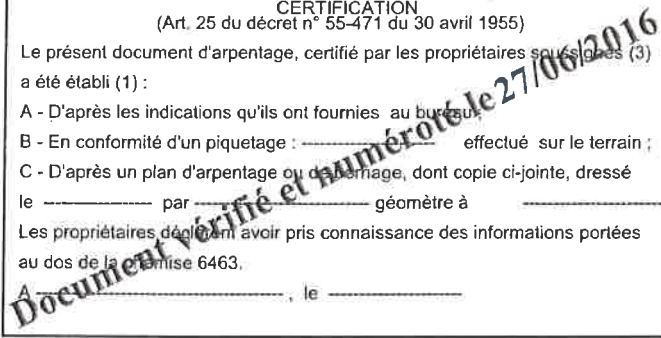 CERTIFICATION
(Art. 25 du décret n° 55-471 du 30 avril 1955)
Le présent document d'arpentage, certifié par les propriétaires soussignés (3)
a été établi (1) :
A - D'après les indications qu'ils ont fournies au bureau;
B - En conformité d'un piquetage : ---------------------- effectué sur le terrain ;
C - D'après un plan d'arpentage ou de bornage, dont copie ci-jointe, dressé
le ------------------ par ----------------------------- géomètre à -----------------------
Les propriétaires déclarent avoir pris connaissance des informations portées
au dos de la chemise 6463.
A ----------------------------------------- , le ----------------------
Document vérifié et numéroté le 27/06/2016